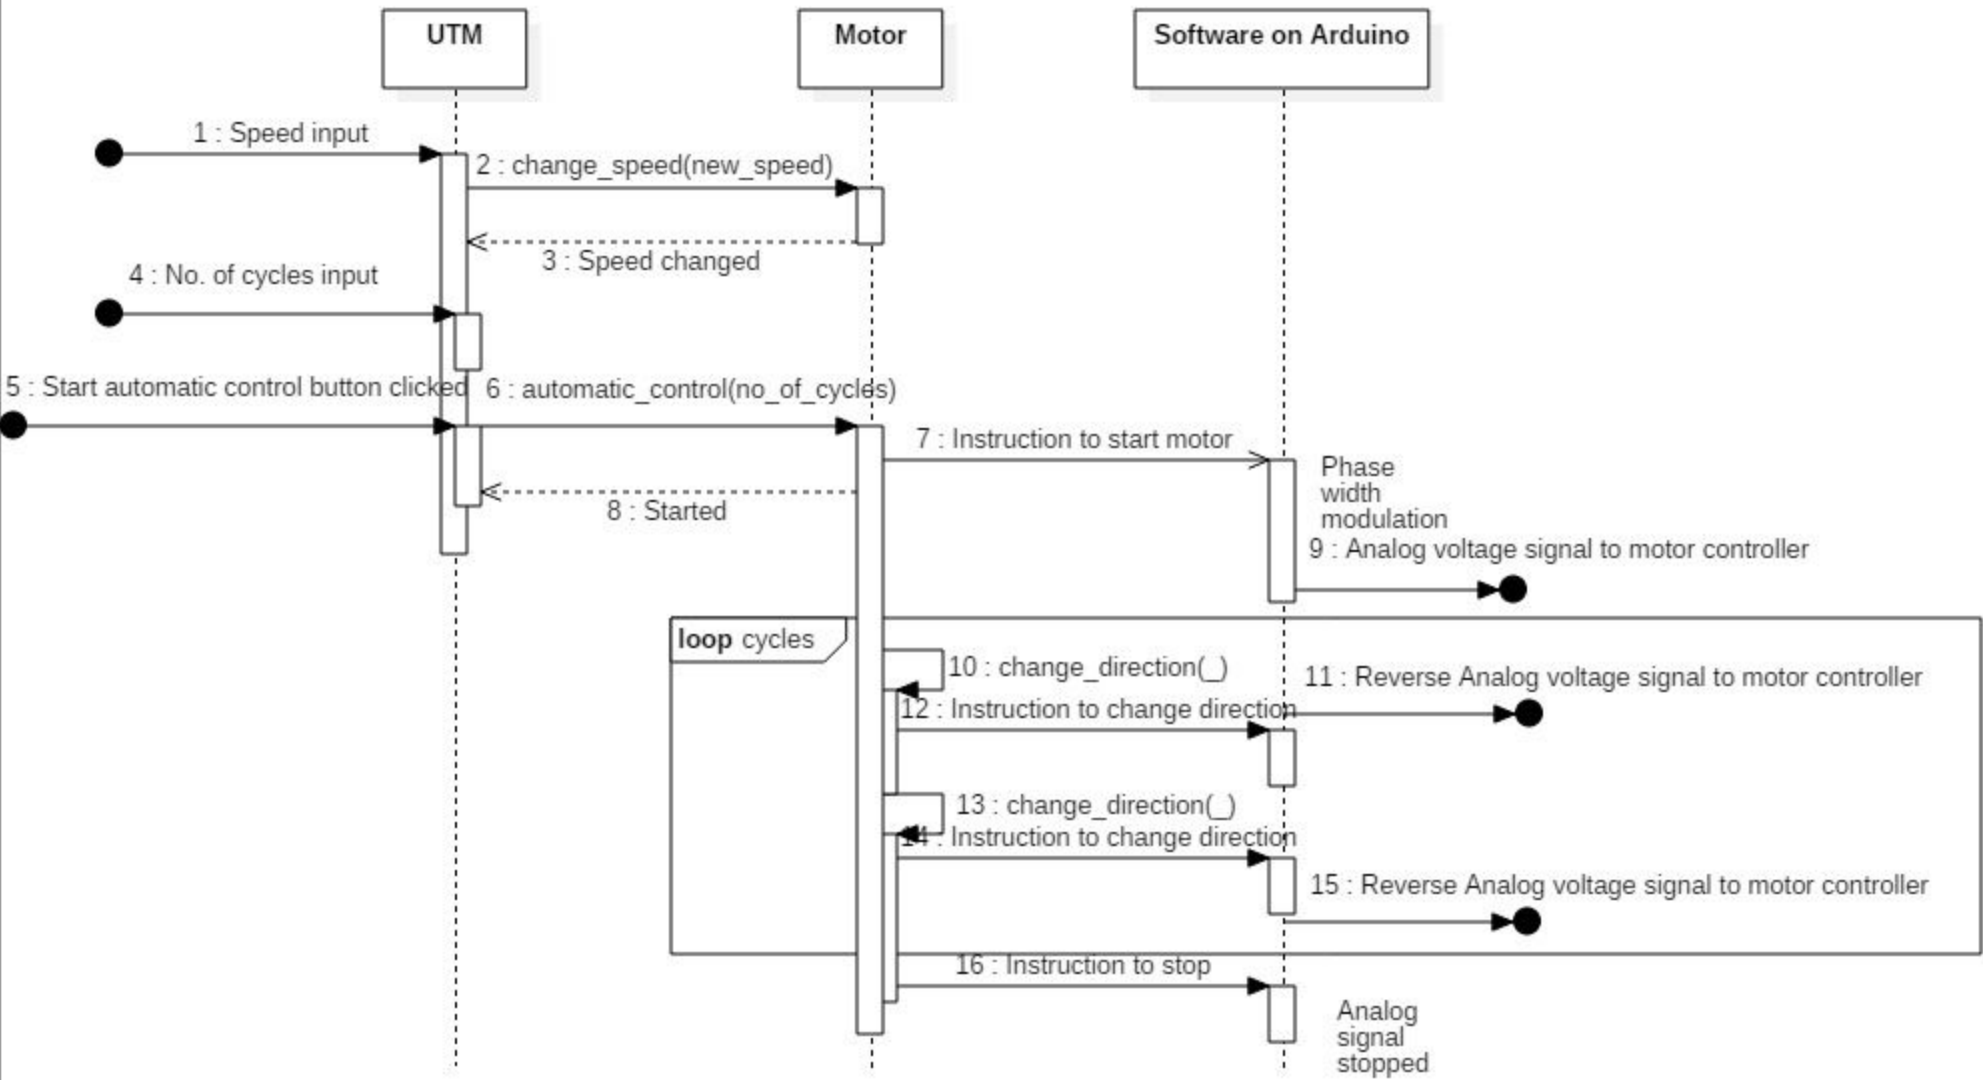 UTM
Motor
Software on Arduino
1 : Speed input
2 : change_speed(new_speed)
3 : Speed changed
4 : No. of cycles input
5 : Start automatic control button clicked
6 : automatic_control(no_of_cycles)
7 : Instruction to start motor
Phase
width
modulation
8 : Started
9 : Analog voltage signal to motor controller
loop cycles
10 : change_direction(_)
11 : Reverse Analog voltage signal to motor controller
12 : Instruction to change direction
13 : change_direction(_)
14 : Instruction to change direction
15 : Reverse Analog voltage signal to motor controller
16 : Instruction to stop
Analog
signal
stopped